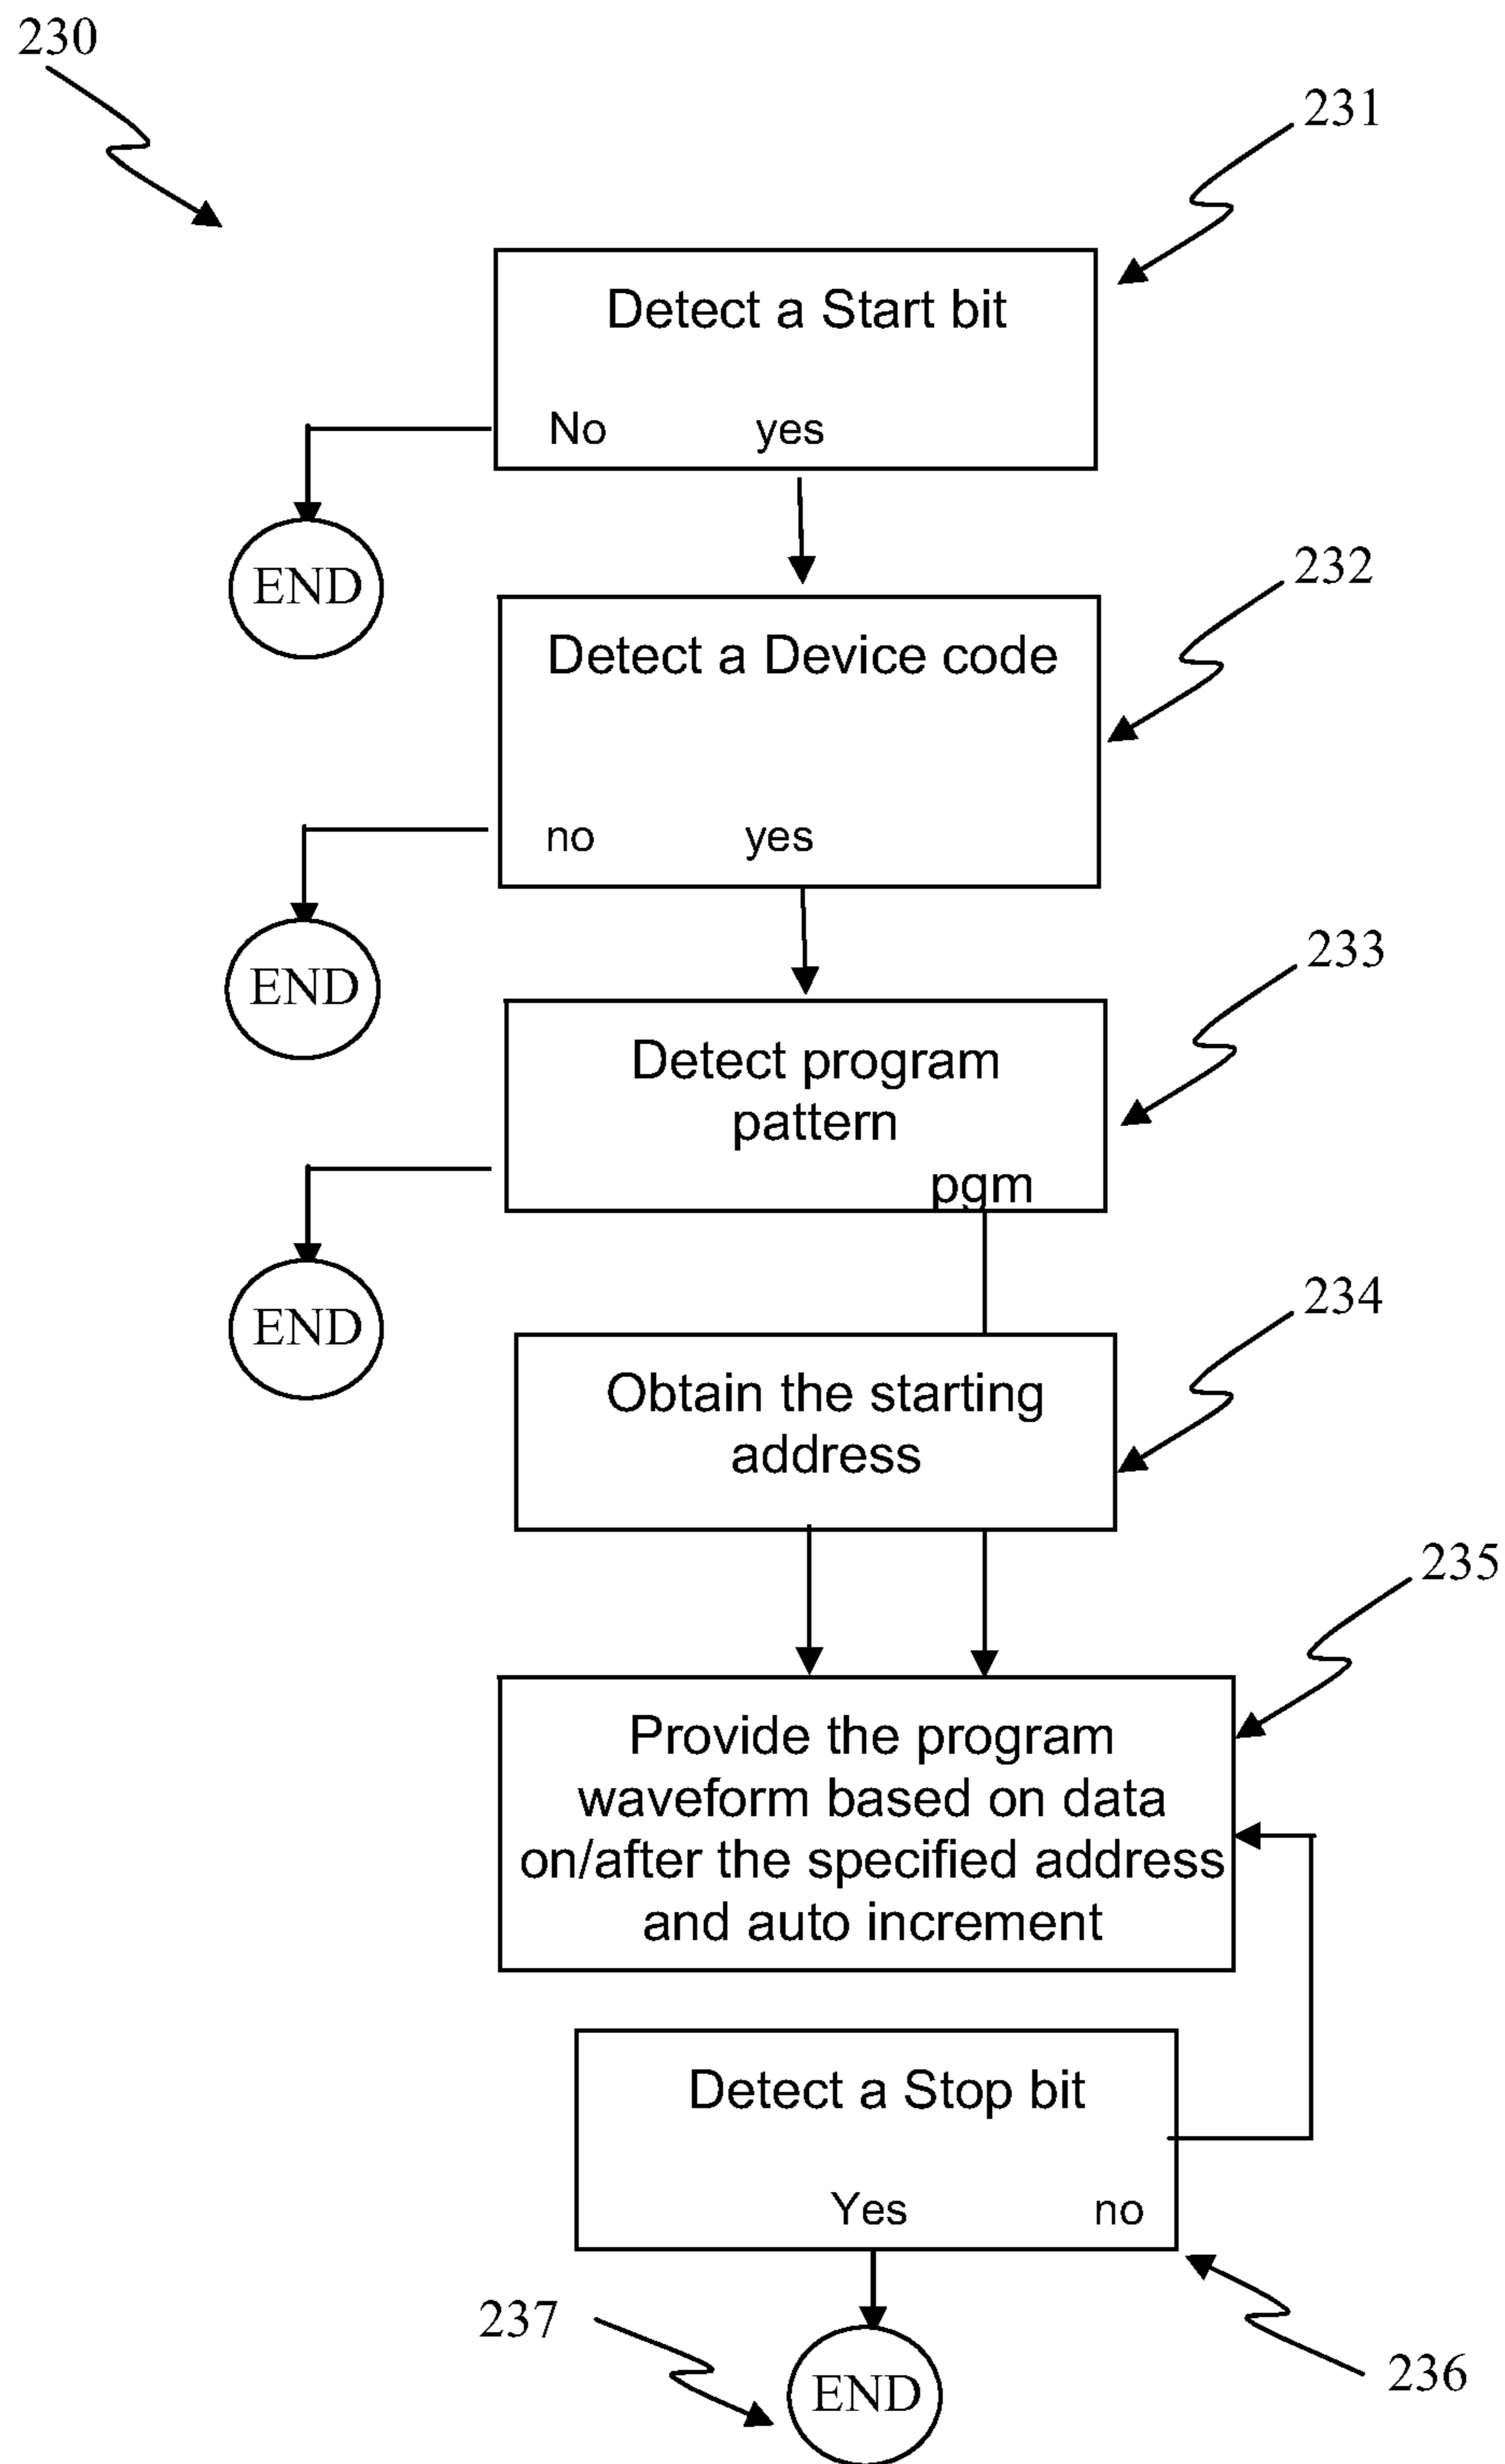 230
231
Detect a Start bit
No yes
END
232
Detect a Device code
no yes
END
233
Detect program
pattern
pgm
END
234
Obtain the starting
address
235
Provide the program
waveform based on data
on/after the specified address
and auto increment
Detect a Stop bit
Yes no
237
236
END